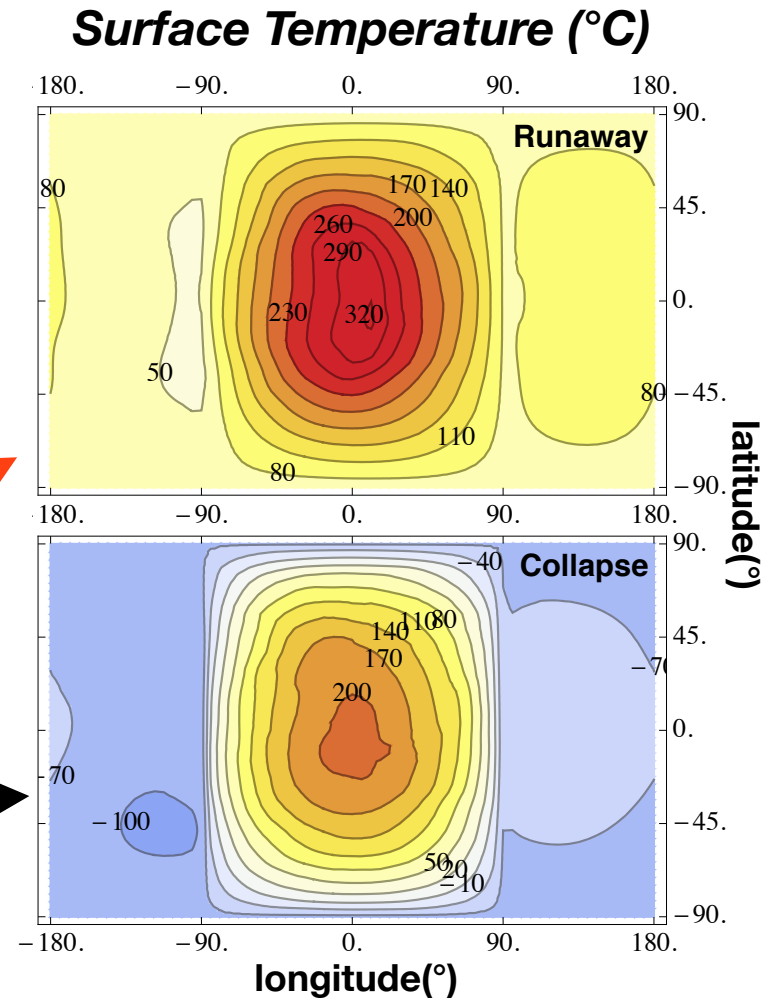 Surface Temperature (°C)
180. −90. 0. 90. 180.
Runaway 90.
80 170 140
45.
260 200
290
230 320 0.
50
80 −45.
110
80
−90.
latitude(°)
180. −90. 0. 90. 180.
−40 Collapse 90.
140 110 80 45.
170 −70
200
0.
70
−100 −45.
50 20
−10
−90.
−180. −90. 0. 90. 180.
longitude(°)